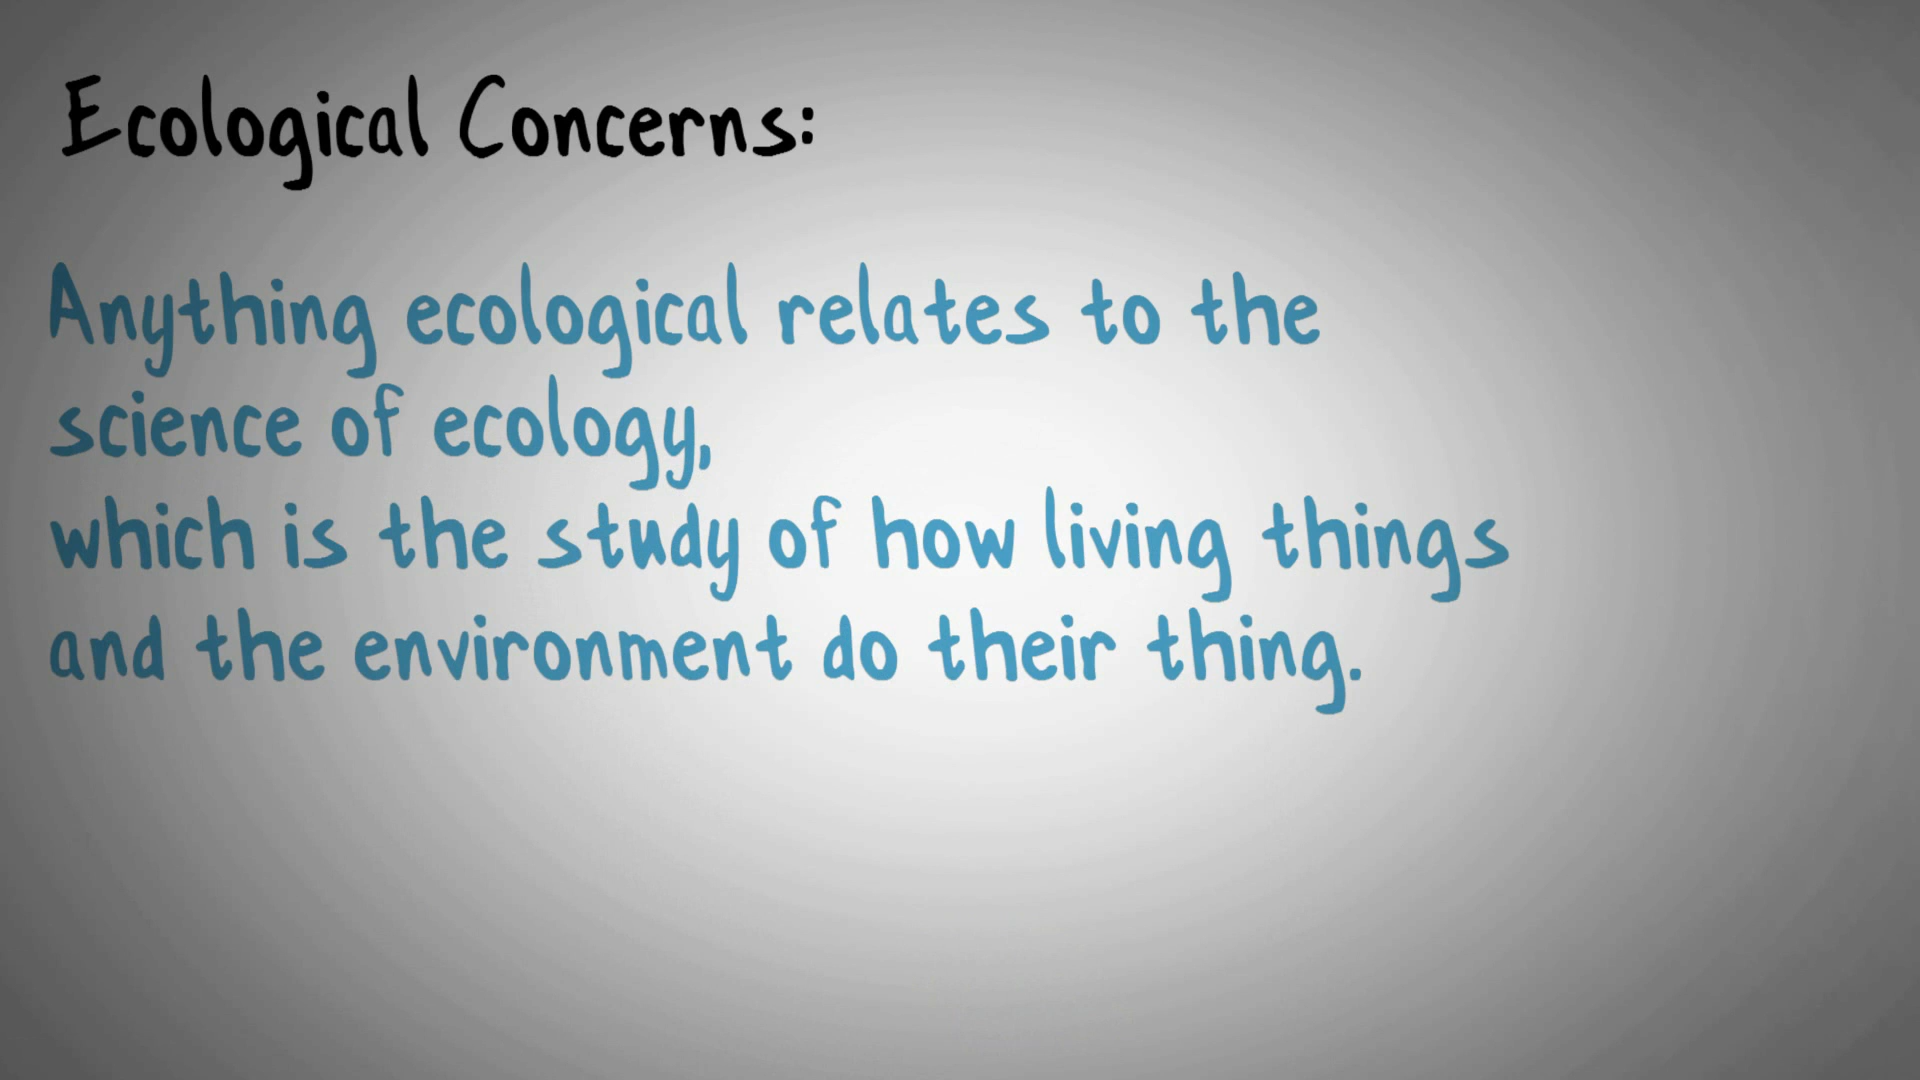 Ecological Concerns:
Anything ecological relates to the
science of ecology,
which is the study of how living things
and the environment do their thing.